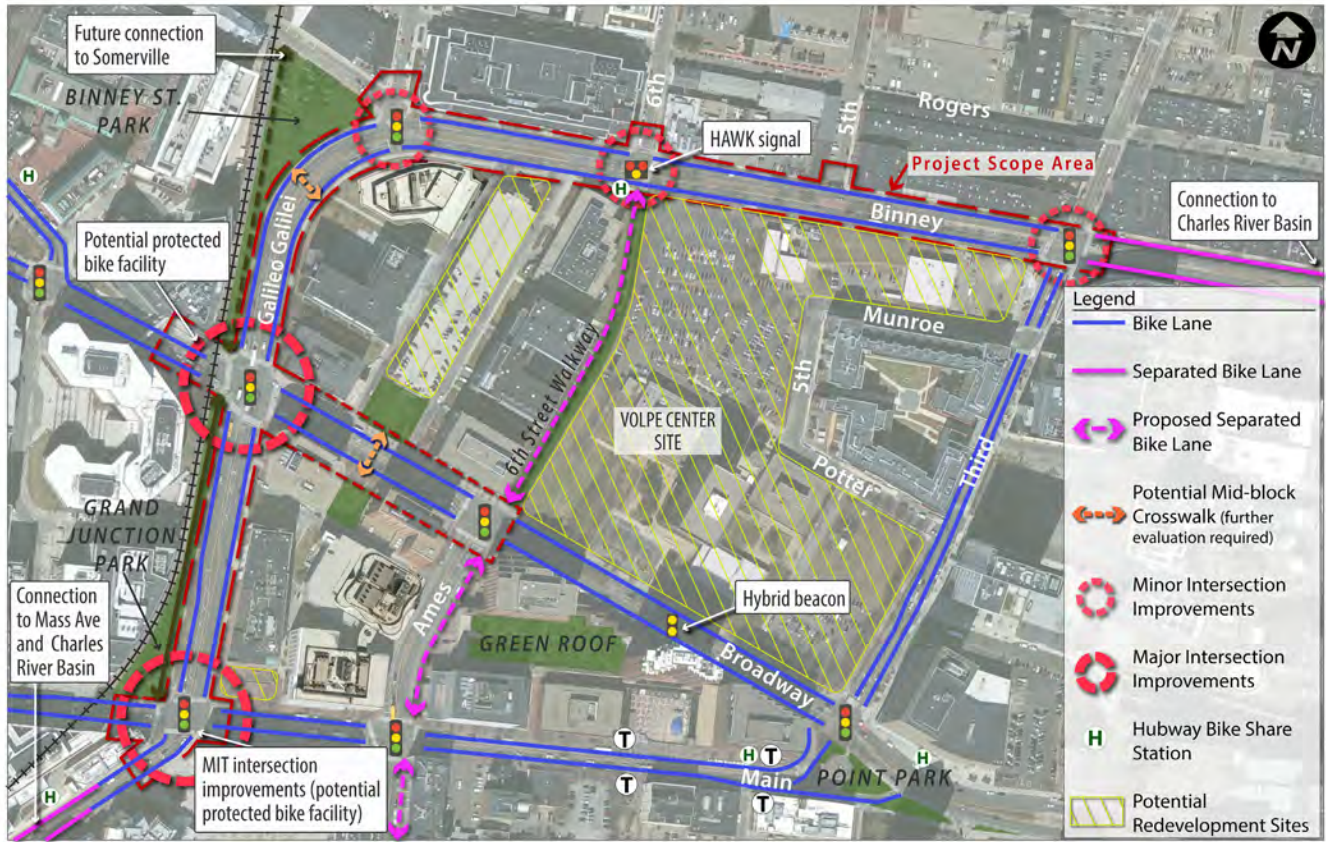 Future connection
to Somerville
BINNEY ST.
PARK
6th
5th
Rogers
N
HAWK signal
Project Scope Area
H
H
Binney
Connection to
Charles River Basin
Potential protected
bike facility
Galileo Galilei
Munroe
5th
6th Street Walkway
VOLPE CENTER
SITE
Potter
Third
GRAND
JUNCTION
PARK
Connection
to Mass Ave
and Charles
River Basin
Ames
GREEN ROOF
Hybrid beacon
Broadway
MIT intersection
improvements (potential
protected bike facility)
H
T
T
H
T
T
Main
POINT PARK
H
Legend
Bike Lane
Separated Bike Lane
Proposed Separated
Bike Lane
Potential Mid-block
Crosswalk (further
evaluation required)
Minor Intersection
Improvements
Major Intersection
Improvements
H
Hubway Bike Share
Station
Potential
Redevelopment Sites